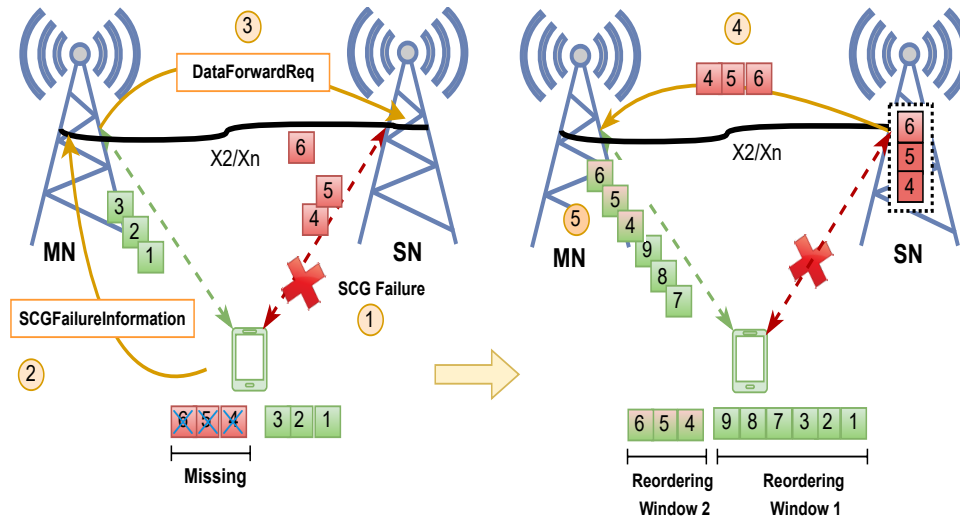 3
DataForwardReq
X2/Xn
6
5
4
3
2
1
MN
SN
SCG Failure
1
SCGFailureInformation
2
6 5 4 3 2 1
Missing
4
4 5 6
X2/Xn
6
5
4
6
5
4
9
8
7
5
MN
SN
6 5 4 9 8 7 3 2 1
Reordering
Window 2
Reordering
Window 1